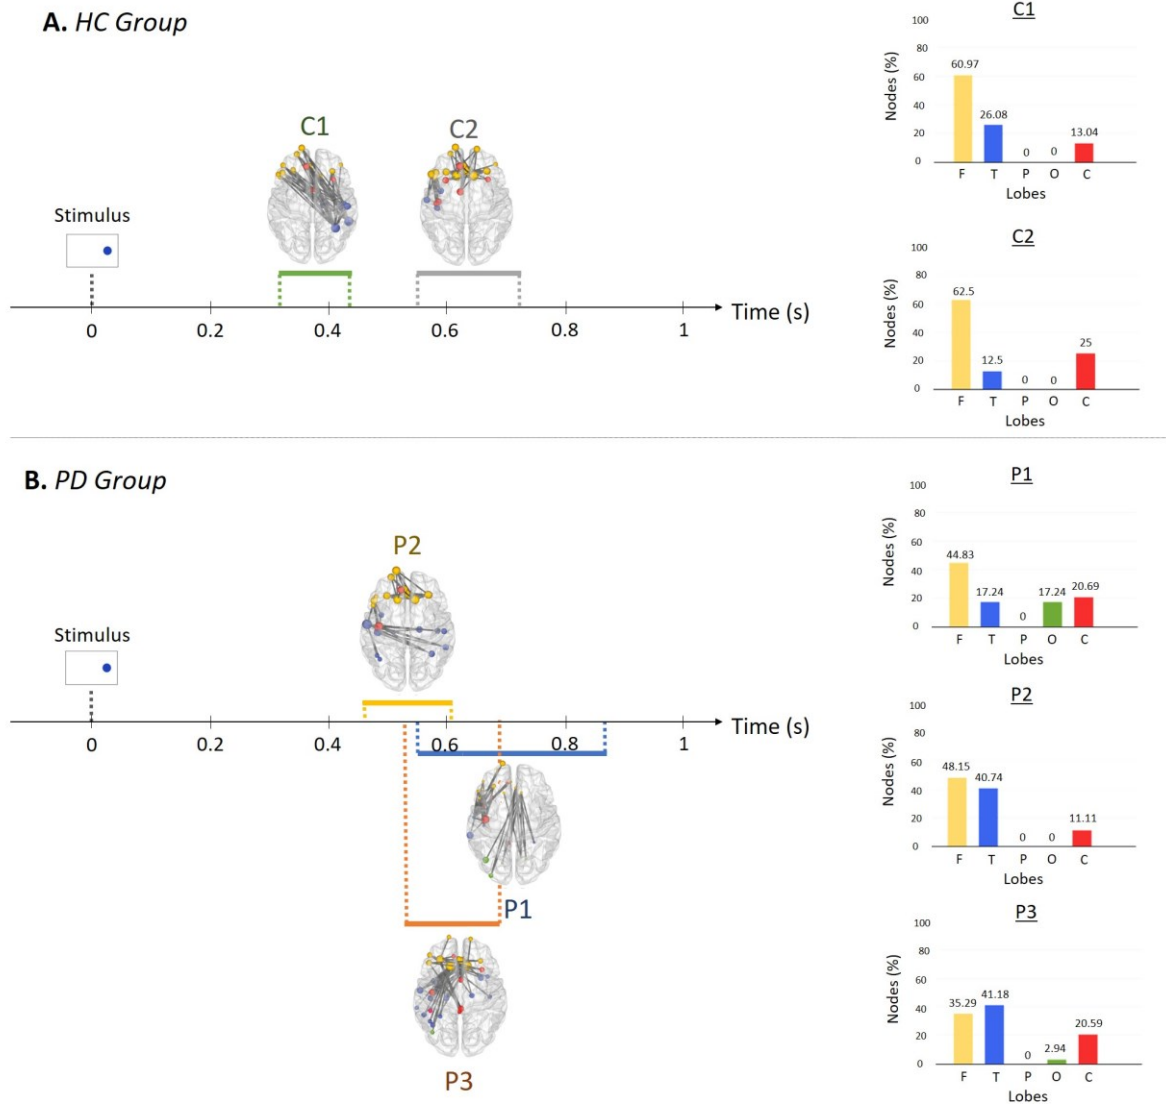 A. HC Group
C1
C2
Stimulus
0
0.2
0.4
0.6
0.8
1
Time (s)
C1
Nodes (%)
100
80
60
40
20
0
60.97
26.08
0
0
13.04
F
T
P
O
C
Lobes
C2
Nodes (%)
100
80
60
40
20
0
62.5
12.5
0
0
25
F
T
P
O
C
Lobes
B. PD Group
P2
Stimulus
0
0.2
0.4
0.6
0.8
1
Time (s)
P1
P3
P1
Nodes (%)
100
80
60
40
20
0
44.83
17.24
0
17.24
20.69
F
T
P
O
C
Lobes
P2
Nodes (%)
100
80
60
40
20
0
48.15
40.74
0
0
11.11
F
T
P
O
C
Lobes
P3
Nodes (%)
100
80
60
40
20
0
35.29
41.18
0
2.94
20.59
F
T
P
O
C
Lobes